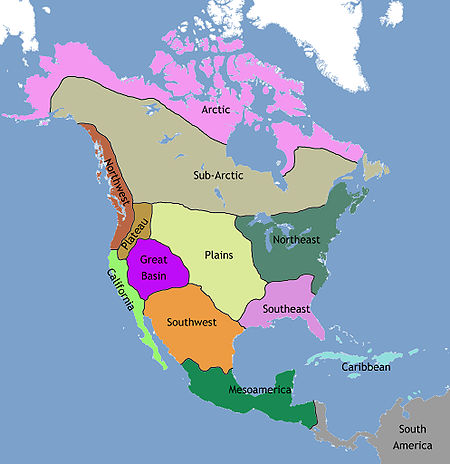 Arctic
Sub-Arctic
Northwest
Plateau
Plains
Northeast
Great
Basin
California
Southwest
Southeast
Caribbean
Mesoamerica
South
America